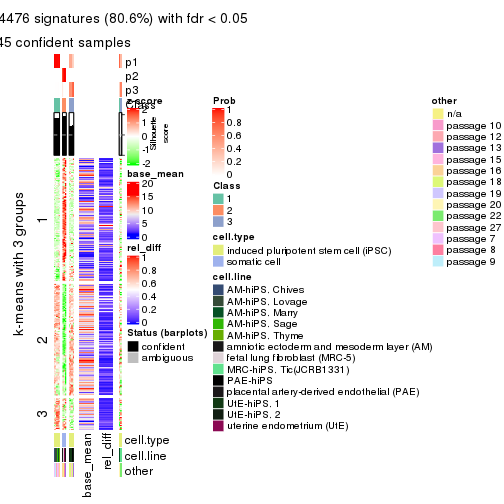 4476 signatures (80.6%) with fdr < 0.05
45 confident samples
p1
p2
p3
Class
Silhouette
score
k-means with 3 groups
1
2
3
cell.type
cell.line
other
base_mean
rel_diff
z-score
2
1
0
-1
-2
base_mean
20
15
10
5
0
rel_diff
1
0.8
0.6
0.4
0.2
0
Status (barplots)
confident
ambiguous
Prob
1
0.8
0.6
0.4
0.2
0
Class
1
2
3
cell.type
induced pluripotent stem cell (iPSC)
somatic cell
cell.line
AM-hiPS. Chives
AM-hiPS. Lovage
AM-hiPS. Marry
AM-hiPS. Sage
AM-hiPS. Thyme
amniotic ectoderm and mesoderm layer (AM)
fetal lung fibroblast (MRC-5)
MRC-hiPS. Tic(JCRB1331)
PAE-hiPS
placental artery-derived endothelial (PAE)
UtE-hiPS. 1
UtE-hiPS. 2
uterine endometrium (UtE)
other
n/a
passage 10
passage 12
passage 13
passage 15
passage 16
passage 18
passage 19
passage 20
passage 22
passage 27
passage 7
passage 8
passage 9